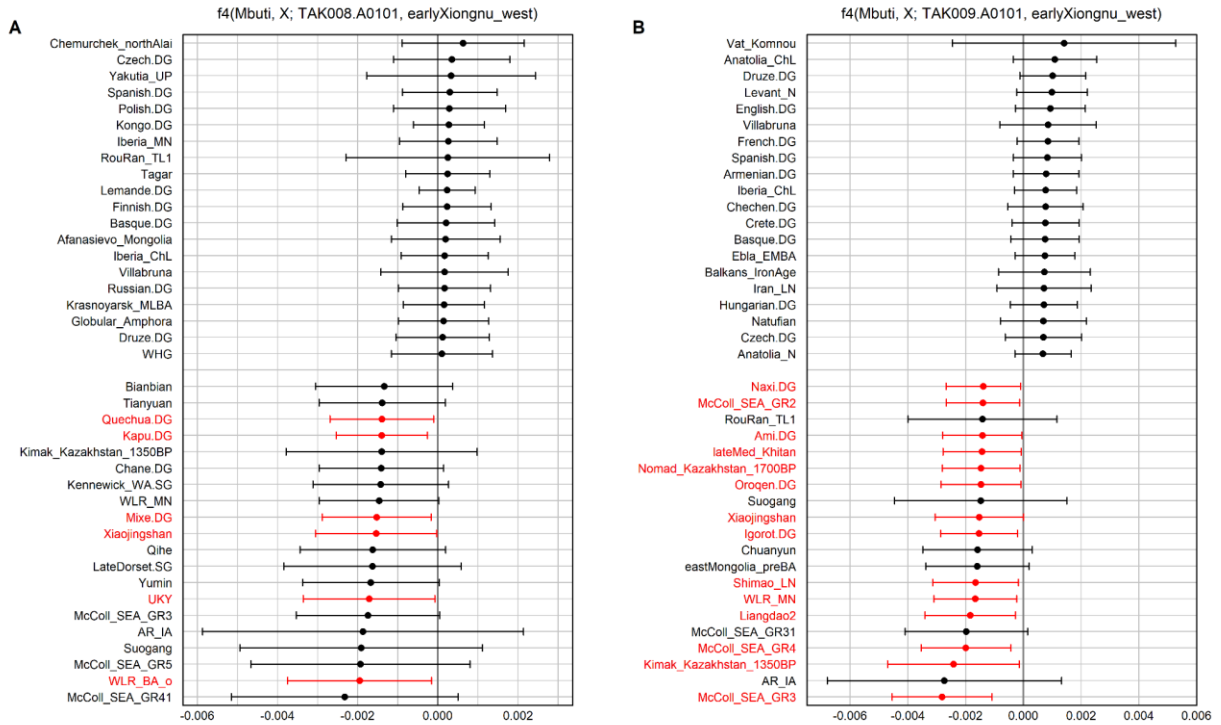 f4(Mbuti, X; TAK008.A0101, earlyXiongnu_west)
A
Chemurchek_northAlai
Czech.DG
Yakutia_UP
Spanish.DG
Polish.DG
Kongo.DG
Iberia_MN
RouRan_TL1
Tagar
Lemande.DG
Finnish.DG
Basque.DG
Afanasievo_Mongolia
Iberia_ChL
Villabruna
Russian.DG
Krasnoyarsk_MLBA
Globular_Amphora
Druze.DG
WHG
Bianbian
Tianyuan
Quechua.DG
Kapu.DG
Kimak_Kazakhstan_1350BP
Chane.DG
Kennewick_WA.SG
WLR_MN
Mixe.DG
Xiaojingshan
Qihe
LateDorset.SG
Yumin
UKY
McColl_SEA_GR3
AR_IA
Suogang
McColl_SEA_GR5
WLR_BA_o
McColl_SEA_GR41
-0.006 -0.004 -0.002 0.000 0.002
f4(Mbuti, X; TAK009.A0101, earlyXiongnu_west)
B
Vat_Komnou
Anatolia_ChL
Druze.DG
Levant_N
English.DG
Villabruna
French.DG
Spanish.DG
Armenian.DG
Iberia_ChL
Chechen.DG
Crete.DG
Basque.DG
Ebla_EMBA
Balkans_IronAge
Iran_LN
Hungarian.DG
Natufian
Czech.DG
Anatolia_N
Naxi.DG
McColl_SEA_GR2
RouRan_TL1
Ami.DG
lateMed_Khitan
Nomad_Kazakhstan_1700BP
Oroqen.DG
Suogang
Xiaojingshan
Igorot.DG
Chuanyun
eastMongolia_preBA
Shimao_LN
WLR_MN
Liangdao2
McColl_SEA_GR31
McColl_SEA_GR4
Kimak_Kazakhstan_1350BP
AR_IA
McColl_SEA_GR3
-0.006 -0.004 -0.002 0.000 0.002 0.004 0.006